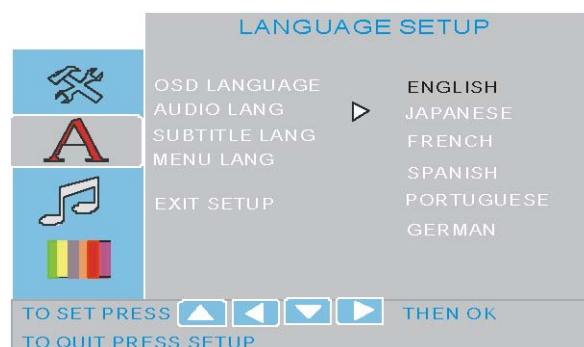 LANGUAGE SETUP
OSD LANGUAGE
AUDIO LANG
SUBTITLE LANG
MENU LANG
EXIT SETUP
ENGLISH
JAPANESE
FRENCH
SPANISH
PORTUGUESE
GERMAN
A
TO SET PRESS THEN OK
TO QUIT PRESS SETUP